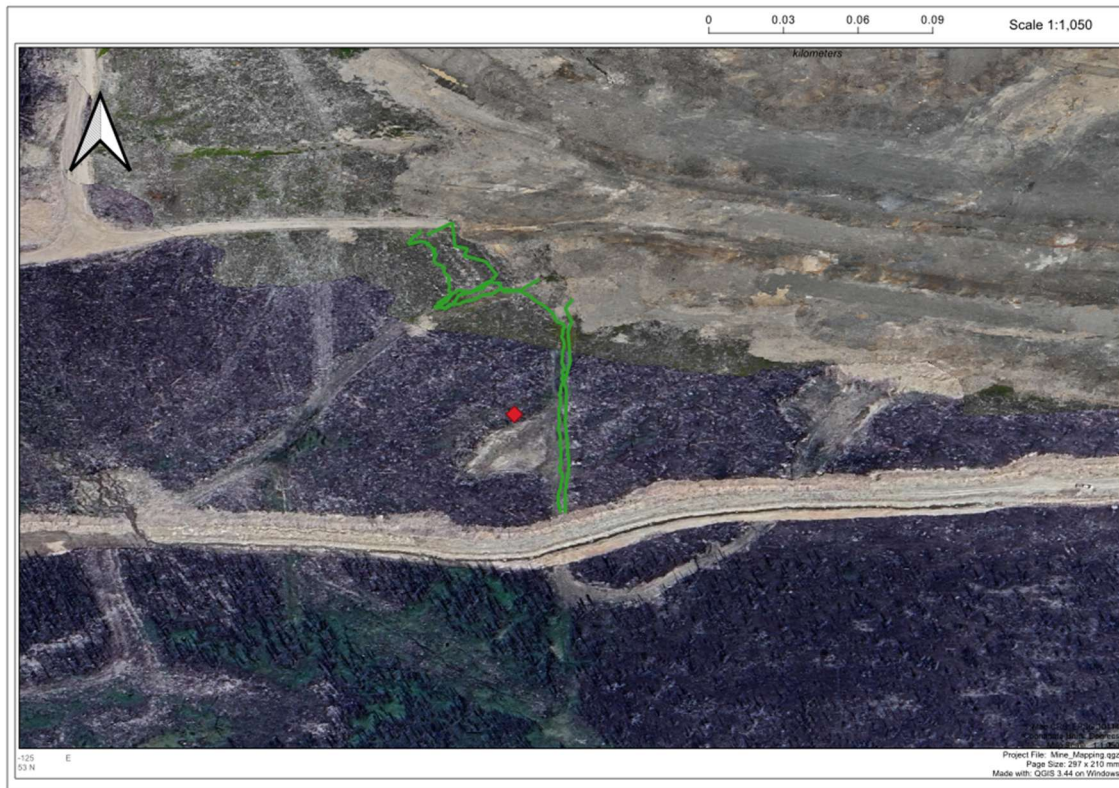 0 0.03 0.06 0.09
Scale 1:1,050
kilometers
-125 E
53 N
Project File: Mine_Mapping.qgz
Page Size: 297 x 210 mm
Made with: QGIS 3.44 on Windows